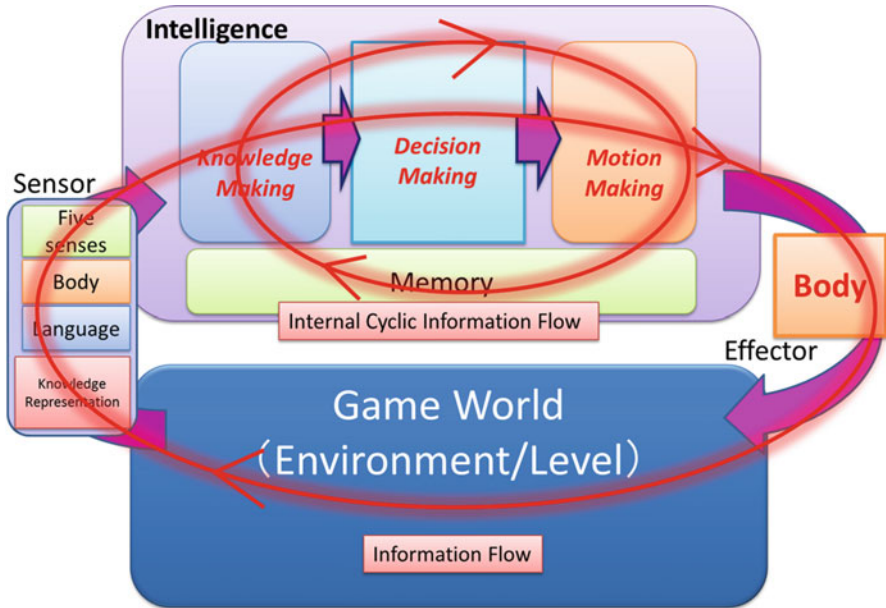 Intelligence
Knowledge
Making
Decision
Making
Motion
Making
Memory
Internal Cyclic Information Flow
Sensor
Five
senses
Body
Language
Knowledge
Representation
Body
Effector
Game World
(Environment/Level)
Information Flow